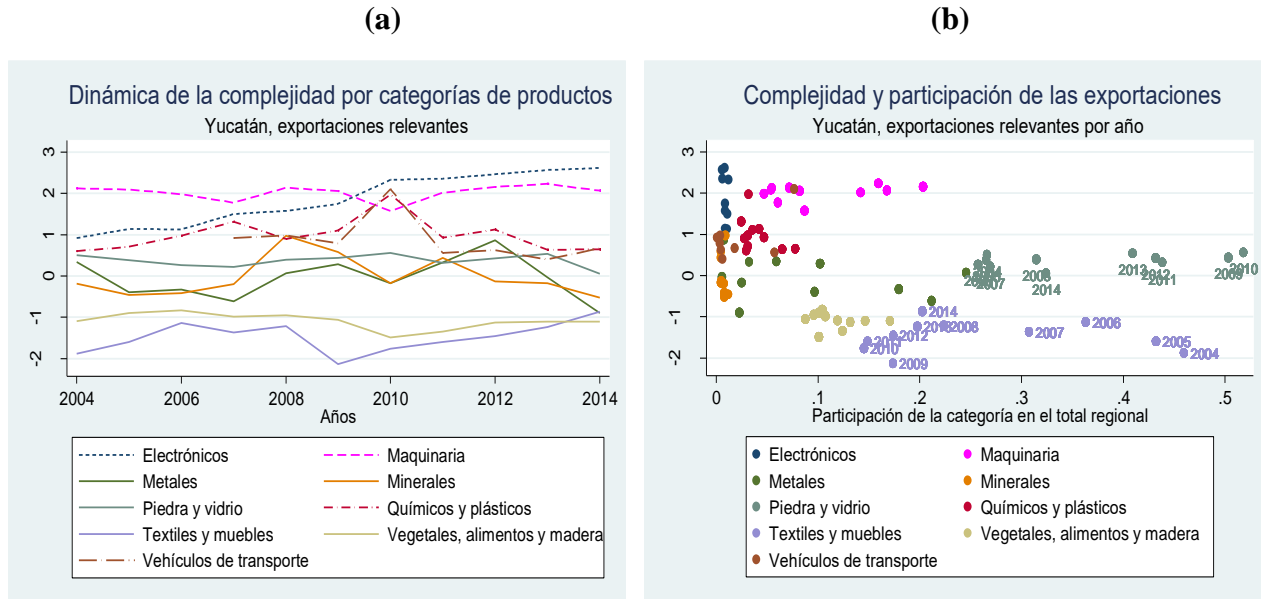 (a)
Dinámica de la complejidad por categorías de productos
Yucatán, exportaciones relevantes
3
2
1
0
-1
-2
2004 2006 2008 2010 2012 2014
Años
Electrónicos Maquinaria
Metales Minerales
Piedra y vidrio Químicos y plásticos
Textiles y muebles Vegetales, alimentos y madera
Vehículos de transporte
(b)
Complejidad y participación de las exportaciones
Yucatán, exportaciones relevantes por año
3
2
1
0
-1
-2
2013 2012 2009 2010
2007 2014 2011
2014
2008
2012 2007 2006
2010 2005 2004
2009
0 .1 .2 .3 .4 .5
Participación de la categoría en el total regional
Electrónicos Maquinaria
Metales Minerales
Piedra y vidrio Químicos y plásticos
Textiles y muebles Vegetales, alimentos y madera
Vehículos de transporte